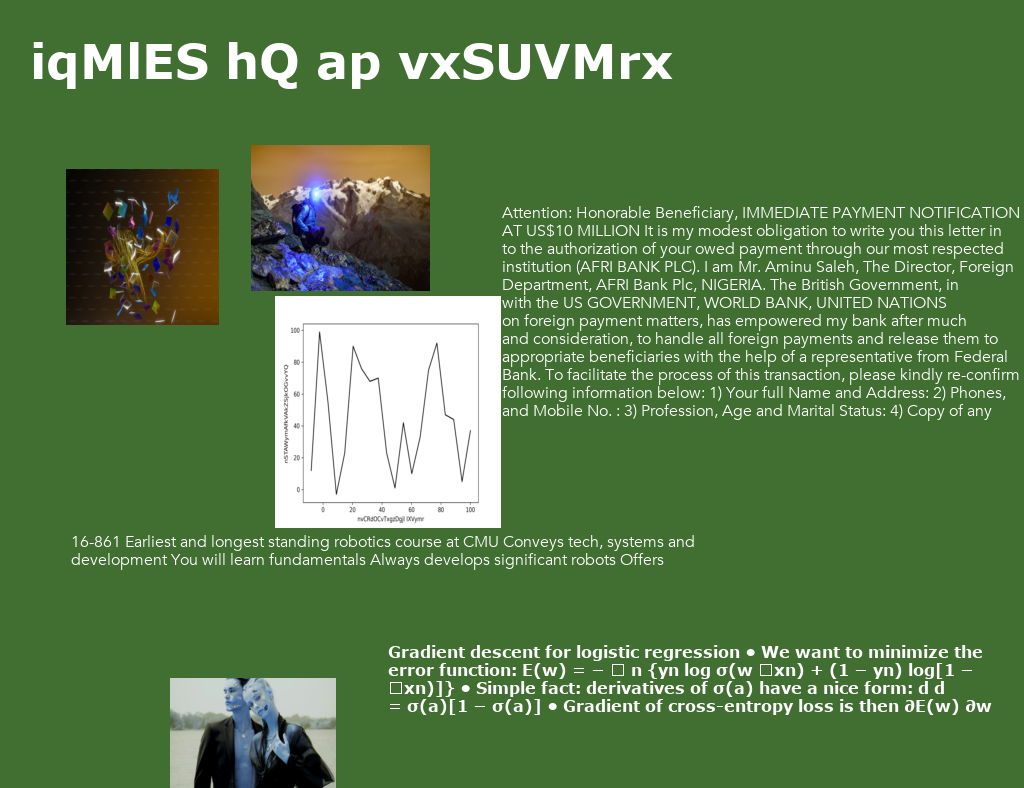 iqMlES hQ ap vxSUVMrx
Attention: Honorable Beneficiary, IMMEDIATE PAYMENT NOTIFICATION
AT US$10 MILLION It is my modest obligation to write you this letter in
to the authorization of your owed payment through our most respected
institution (AFRI BANK PLC). I am Mr. Aminu Saleh, The Director, Foreign
Department, AFRI Bank Plc, NIGERIA. The British Government, in
with the US GOVERNMENT, WORLD BANK, UNITED NATIONS
on foreign payment matters, has empowered my bank after much
and consideration, to handle all foreign payments and release them to
appropriate beneficiaries with the help of a representative from Federal
Bank. To facilitate the process of this transaction, please kindly re-confirm
following information below: 1) Your full Name and Address: 2) Phones,
and Mobile No. : 3) Profession, Age and Marital Status: 4) Copy of any
100
80
60
40
20
0
0 20 40 60 80 100
16-861 Earliest and longest standing robotics course at CMU Conveys tech, systems and
development You will learn fundamentals Always develops significant robots Offers
Gradient descent for logistic regression • We want to minimize the
error function: E(w) = − □ n {yn log σ(w □xn) + (1 − yn) log[1 −
□xn)]} • Simple fact: derivatives of σ(a) have a nice form: d d
= σ(a)[1 − σ(a)] • Gradient of cross-entropy loss is then ∂E(w) ∂w